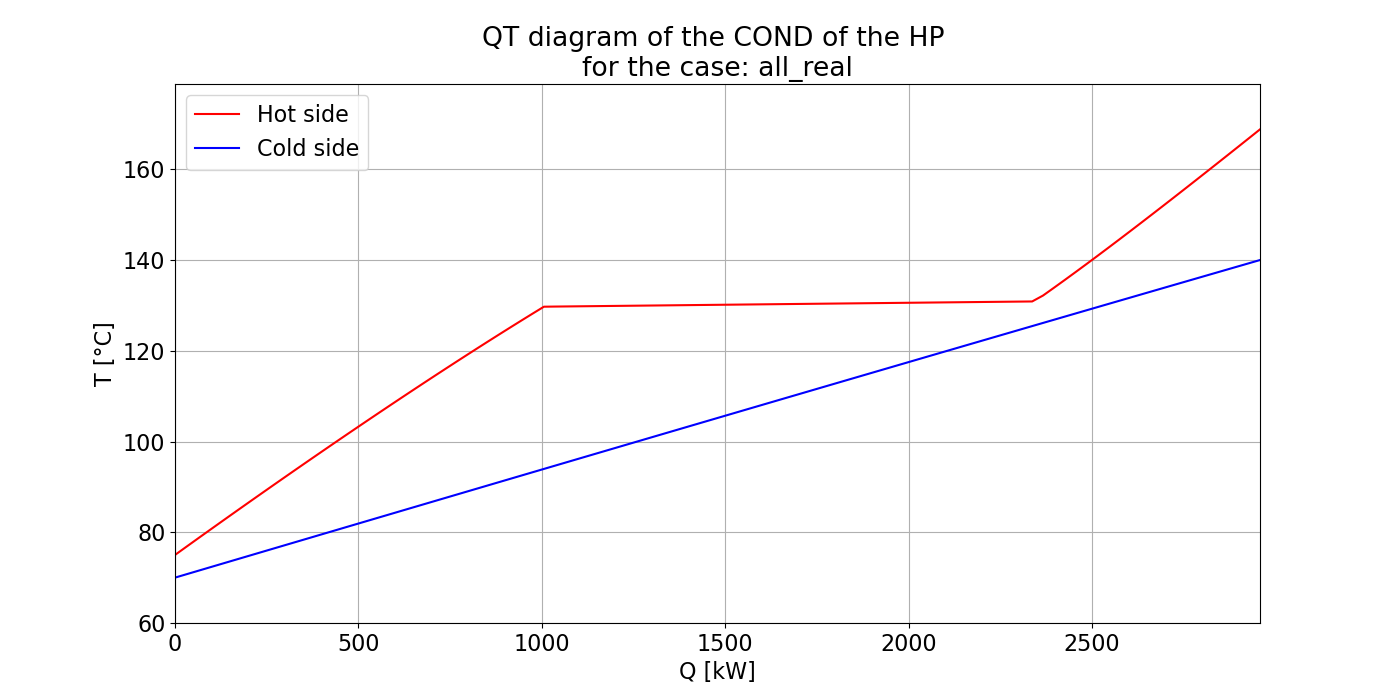 QT diagram of the COND of the HP
for the case: all_real
Hot side
Cold side
T [°C]
160
140
120
100
80
60
0 500 1000 1500 2000 2500
Q [kW]